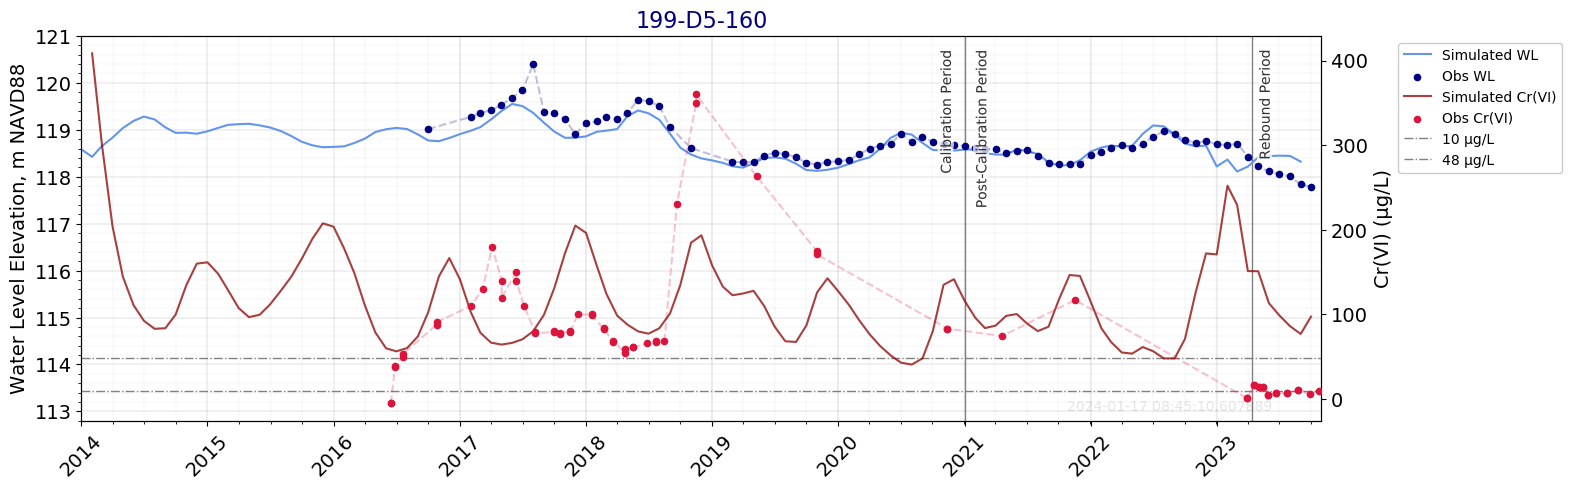 199-D5-160
Water Level Elevation, m NAVD88
121
120
119
118
117
116
115
114
113
2014
2015
2016
2017
2018
2019
2020
2021
2022
2023
Calibration Period
Post-Calibration Period
Rebound Period
2024-01-17 08:45:10.607889
400
300
200
100
0
Cr(VI) (µg/L)
Simulated WL
Obs WL
Simulated Cr(VI)
Obs Cr(VI)
10 µg/L
48 µg/L